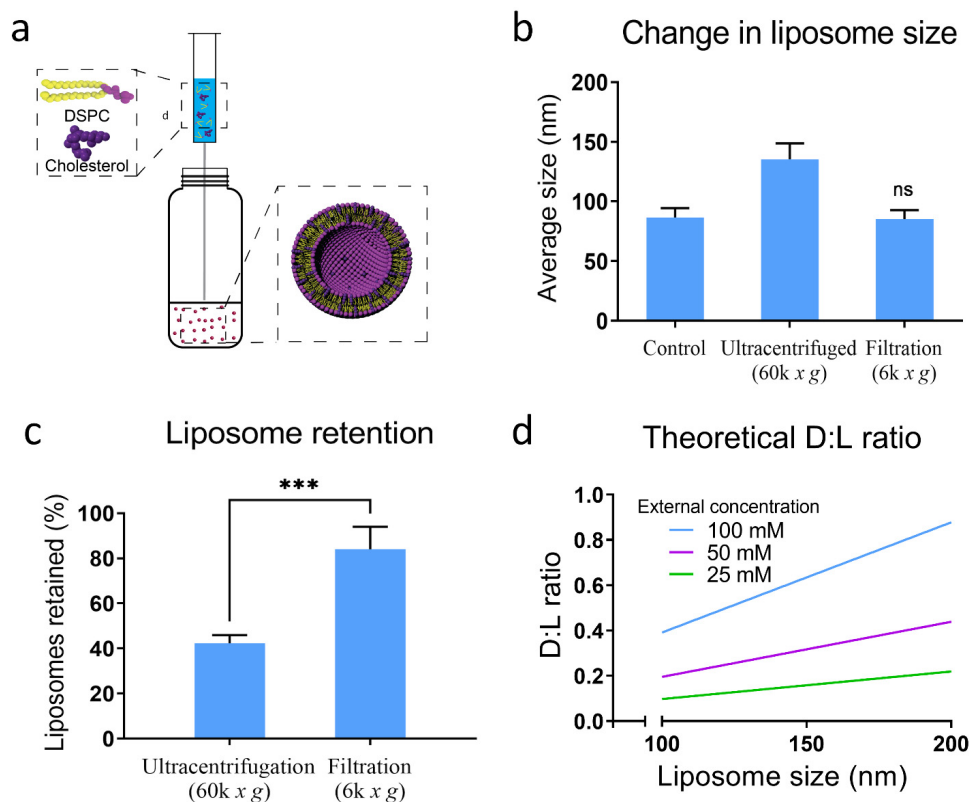 a
DSPC
Cholesterol
d
b
Change in liposome size
Average size (nm)
200
150
100
50
0
ns
Control
Ultracentrifuged
(60k x g)
Filtration
(6k x g)
c
Liposome retention
Liposomes retained (%)
100
80
60
40
20
0
***
Ultracentrifugation
(60k x g)
Filtration
(6k x g)
d
Theoretical D:L ratio
D:L ratio
1.0
0.8
0.6
0.4
0.2
0.0
External concentration
100 mM
50 mM
25 mM
100
150
200
Liposome size (nm)